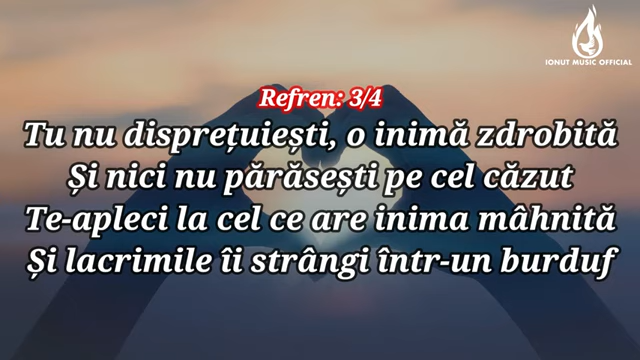 IONUT MUSIC OFFICIAL
Refren: 3/4
Tu nu disprețuiești, o inimă zdrobită
Și nici nu părăsești pe cel căzut
Te-apleci la cel ce are inima mâhnită
Și lacrimile îi strângi într-un burduf